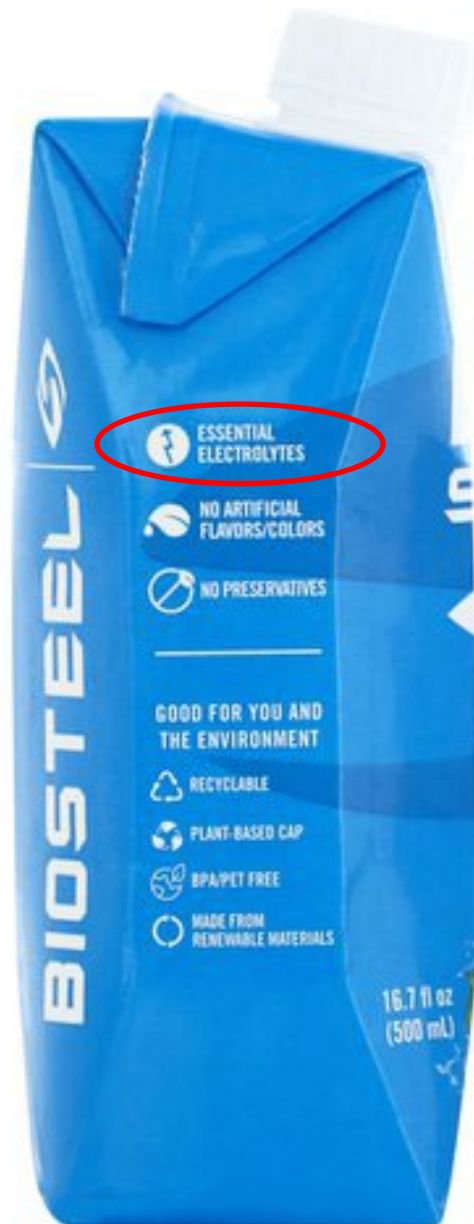 BIOSTEEL
ESSENTIAL
ELECTROLYTES
NO ARTIFICIAL
FLAVORS/COLORS
NO PRESERVATIVES
GOOD FOR YOU AND
THE ENVIRONMENT
RECYCLABLE
PLANT-BASED CAP
BPA/PET FREE
MADE FROM
RENEWABLE MATERIALS
16.7 fl oz
(500 mL)